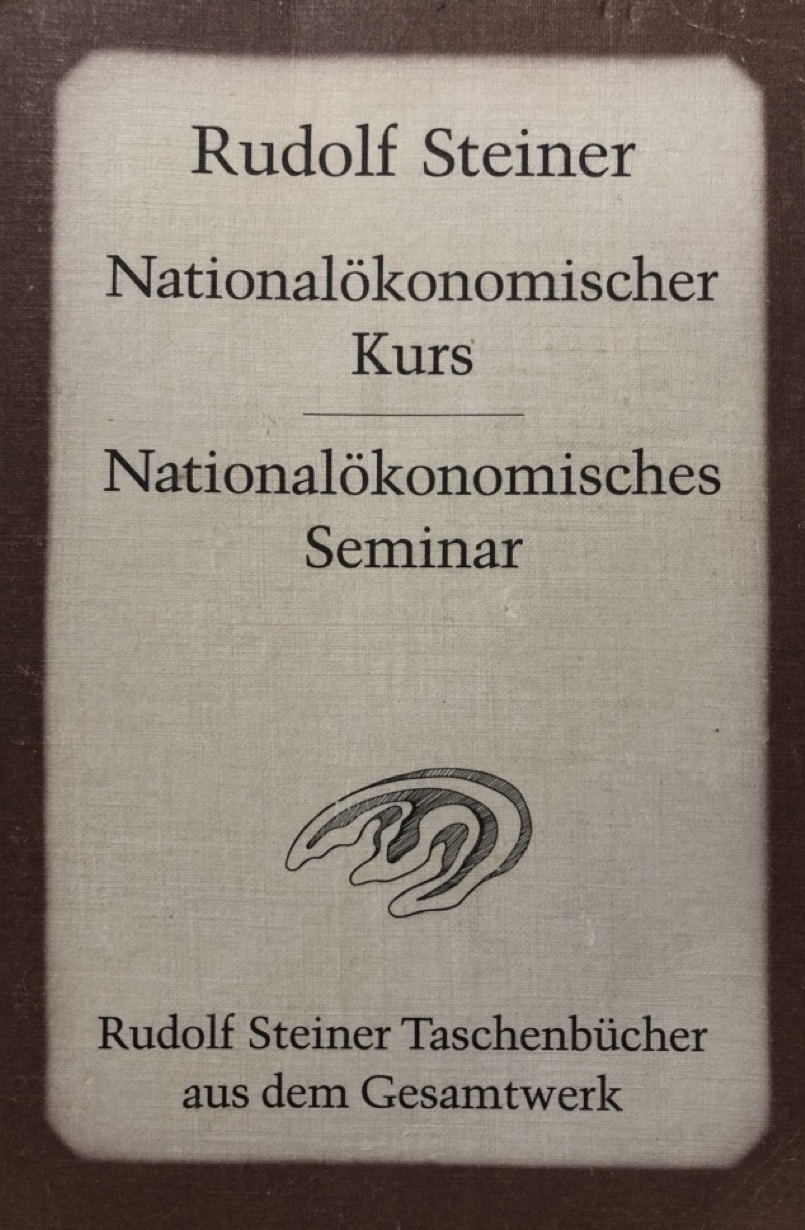 Rudolf Steiner
Nationalökonomischer
Kurs
Nationalökonomisches
Seminar
Rudolf Steiner Taschenbücher
aus dem Gesamtwerk